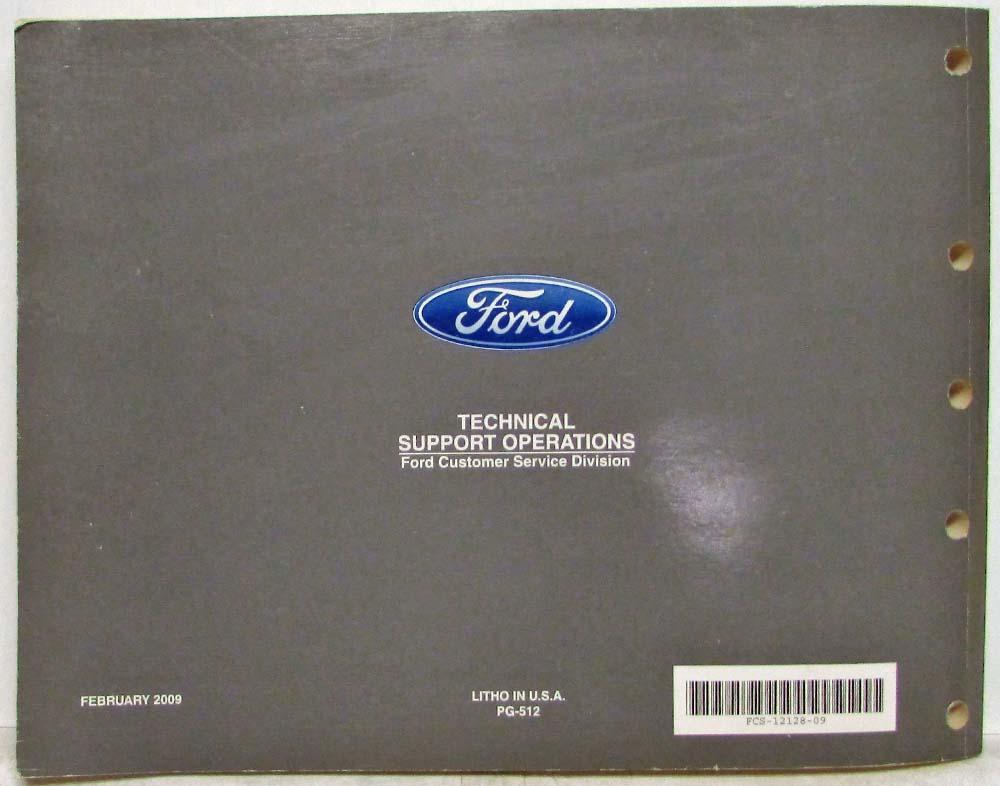 Ford
TECHNICAL
SUPPORT OPERATIONS
Ford Customer Service Division
FEBRUARY 2009
LITHO IN U.S.A.
PG-512
FCS-12128-09